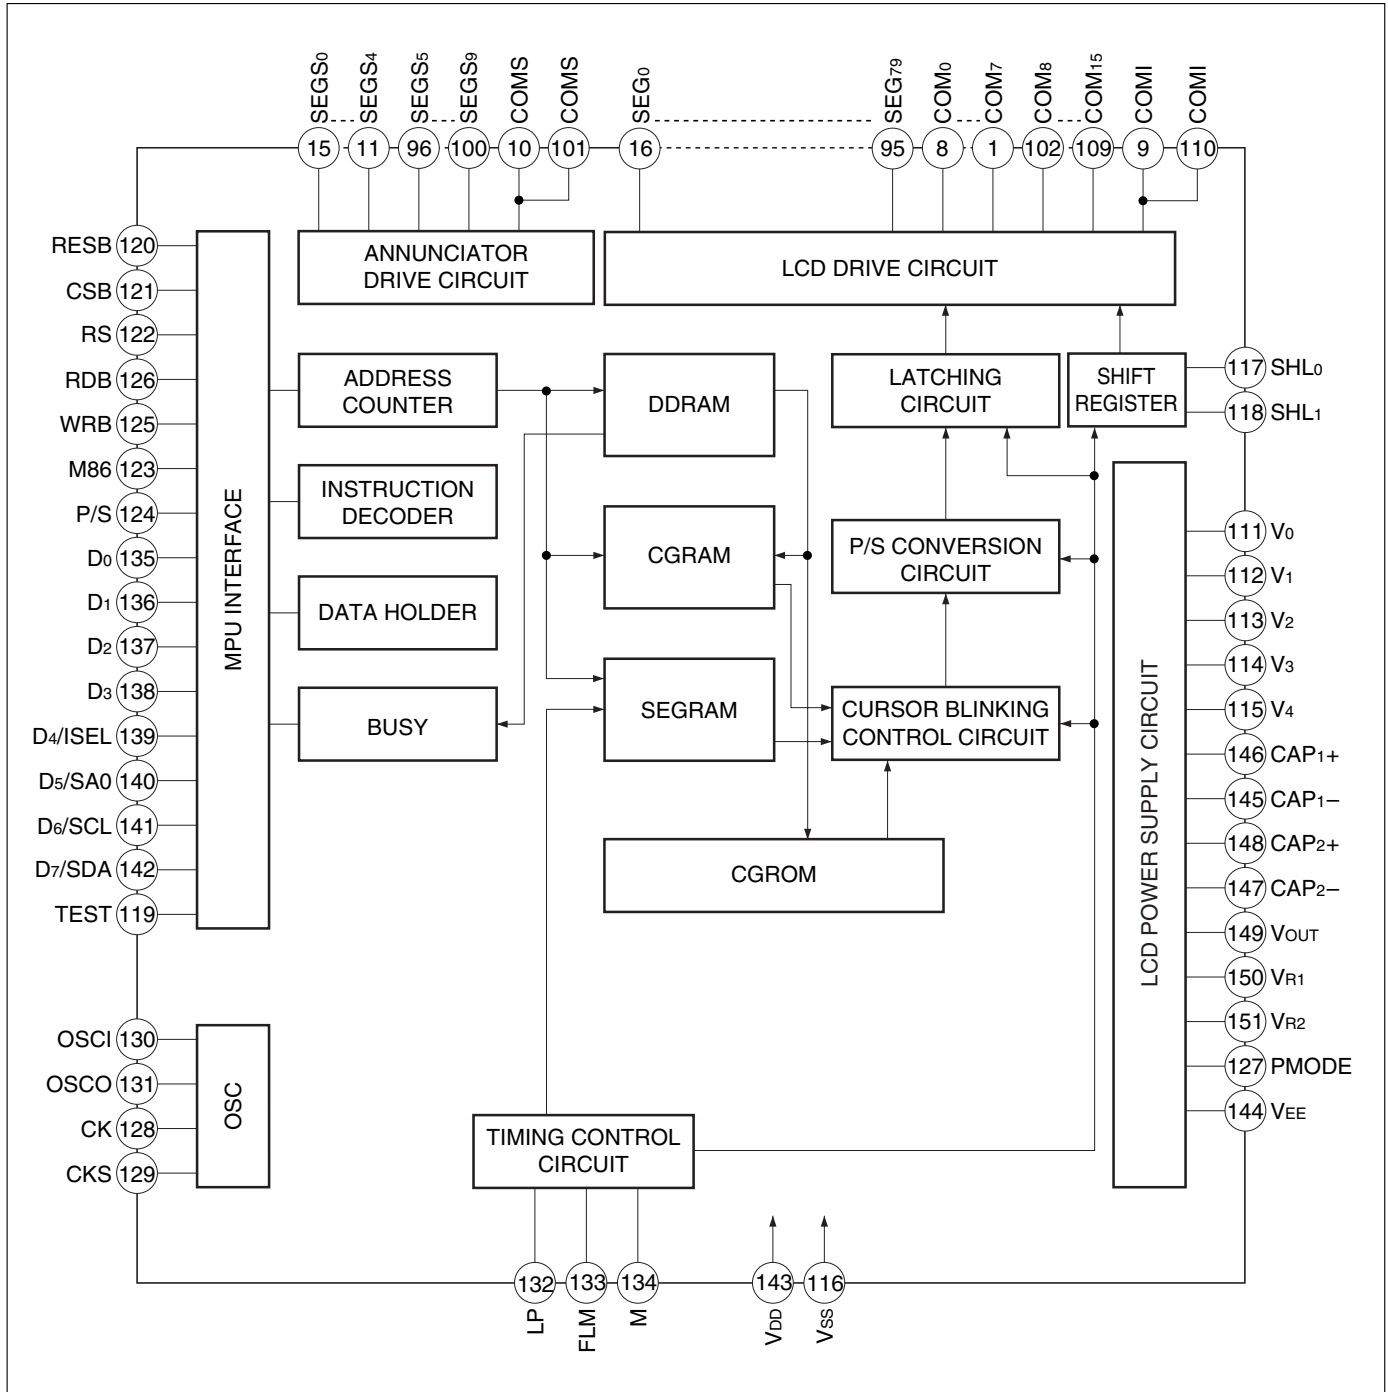 SEGS0
SEGS4
SEGS5
SEGS9
COMS
COMS
SEG0
SEG79
COM0
COM7
COM8
COM15
COMI
COMI
15
11
96
100
10
101
16
95
8
1
102
109
9
110
RESB 120
CSB 121
RS 122
RDB 126
WRB 125
M86 123
P/S 124
D0 135
D1 136
D2 137
D3 138
D4/ISEL 139
D5/SA0 140
D6/SCL 141
D7/SDA 142
TEST 119
OSCI 130
OSCO 131
CK 128
CKS 129
MPU INTERFACE
OSC
ANNUNCIATOR
DRIVE CIRCUIT
LCD DRIVE CIRCUIT
ADDRESS
COUNTER
INSTRUCTION
DECODER
DATA HOLDER
BUSY
DDRAM
CGRAM
SEGRAM
CGROM
LATCHING
CIRCUIT
SHIFT
REGISTER
P/S CONVERSION
CIRCUIT
CURSOR BLINKING
CONTROL CIRCUIT
TIMING CONTROL
CIRCUIT
LCD POWER SUPPLY CIRCUIT
117 SHL0
118 SHL1
111 V0
112 V1
113 V2
114 V3
115 V4
146 CAP1+
145 CAP1–
148 CAP2+
147 CAP2–
149 VOUT
150 VR1
151 VR2
127 PMODE
144 VEE
132
133
134
143
116
LP
FLM
M
VDD
VSS